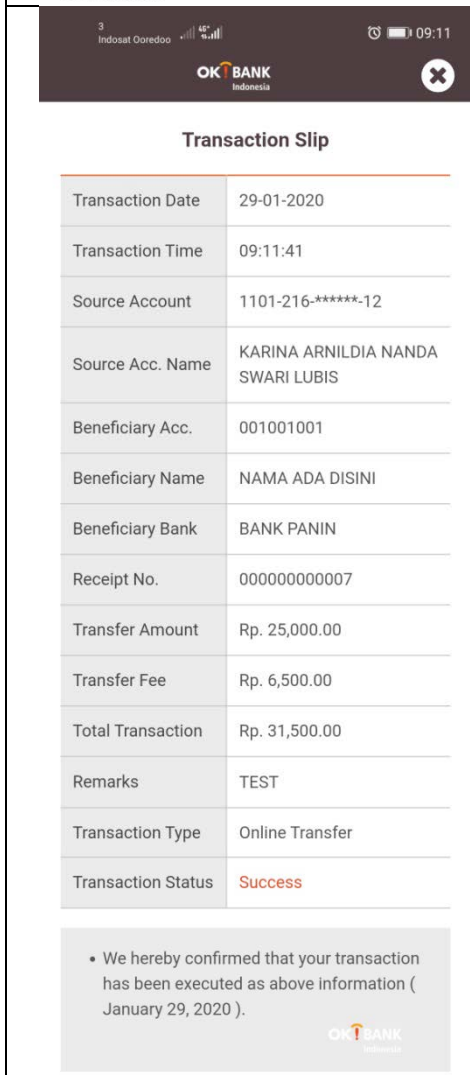 3
Indosat Ooredoo 4G+ 09:11
OK! BANK
Indonesia
Transaction Slip
Transaction Date 29-01-2020
Transaction Time 09:11:41
Source Account 1101-216-******-12
Source Acc. Name KARINA ARNILDIA NANDA
SWARI LUBIS
Beneficiary Acc. 001001001
Beneficiary Name NAMA ADA DISINI
Beneficiary Bank BANK PANIN
Receipt No. 000000000007
Transfer Amount Rp. 25,000.00
Transfer Fee Rp. 6,500.00
Total Transaction Rp. 31,500.00
Remarks TEST
Transaction Type Online Transfer
Transaction Status Success
• We hereby confirmed that your transaction
has been executed as above information (
January 29, 2020 ).
OK! BANK
Indonesia